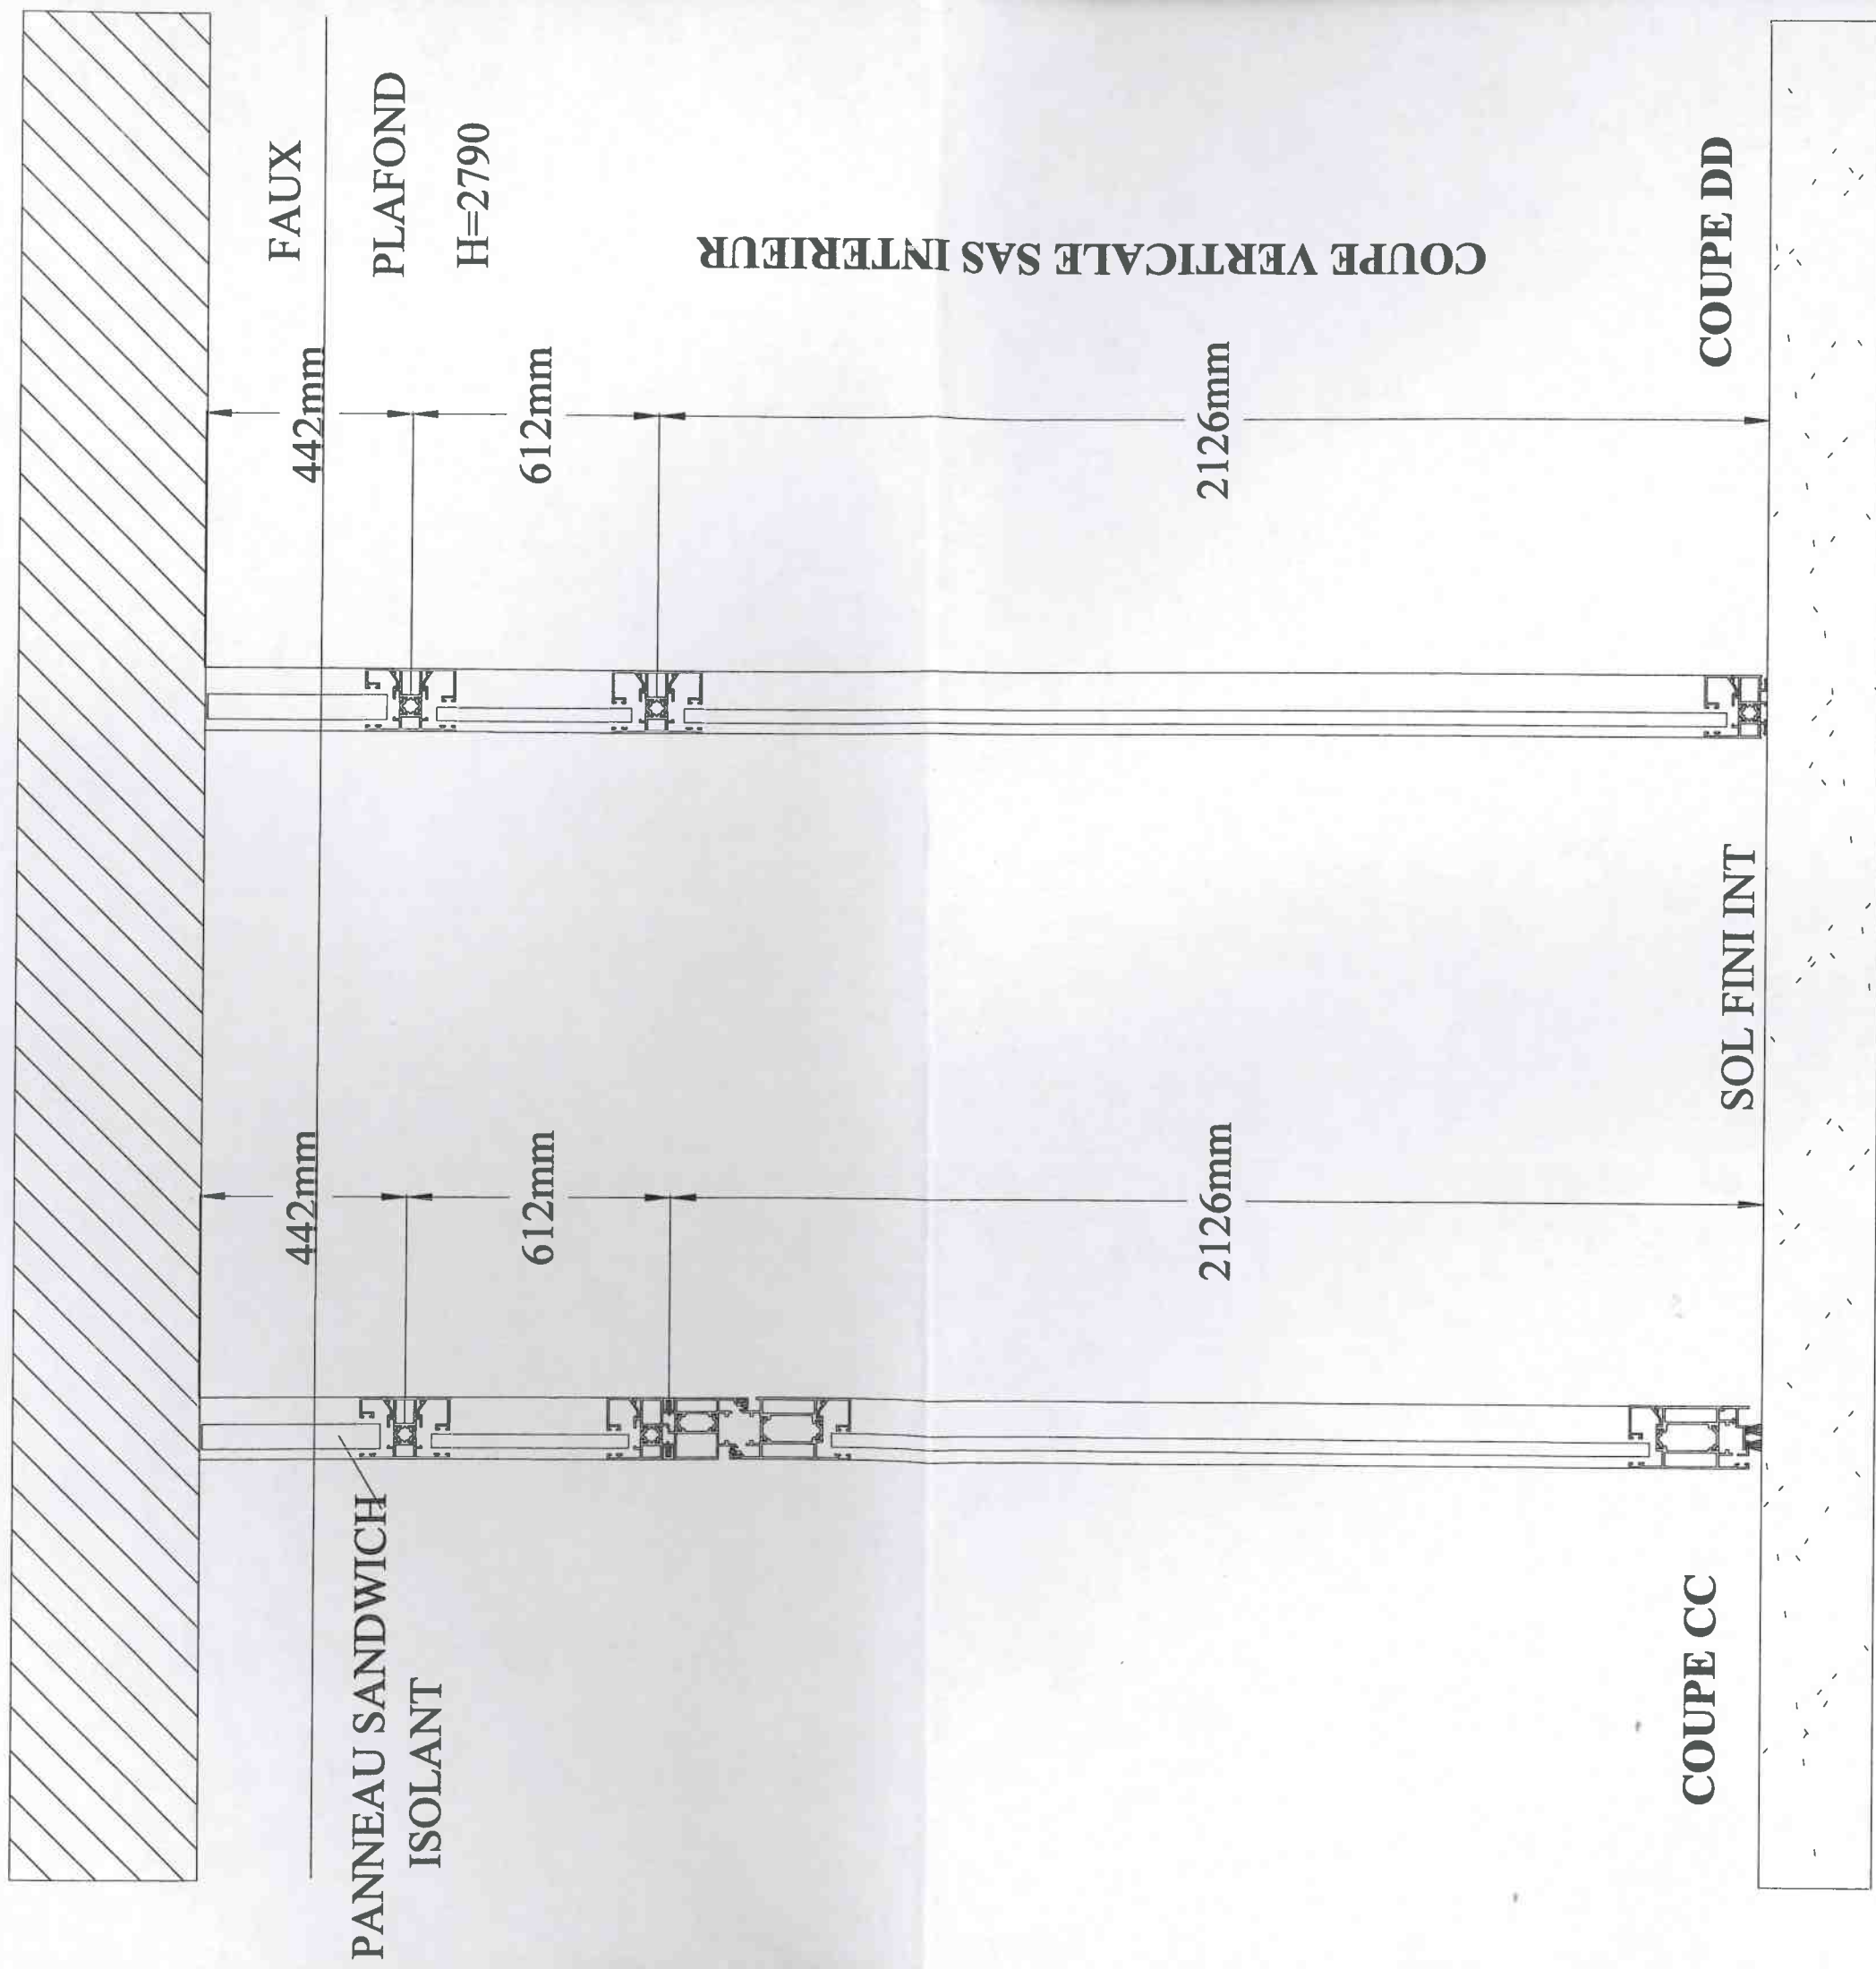 FAUX
PLAFOND
H=2790
442mm
612mm
2126mm
COUPE VERTICALE SAS INTERIEUR
COUPE DD
SOL FINI INT
442mm
612mm
2126mm
PANNEAU SANDWICH
ISOLANT
COUPE CC